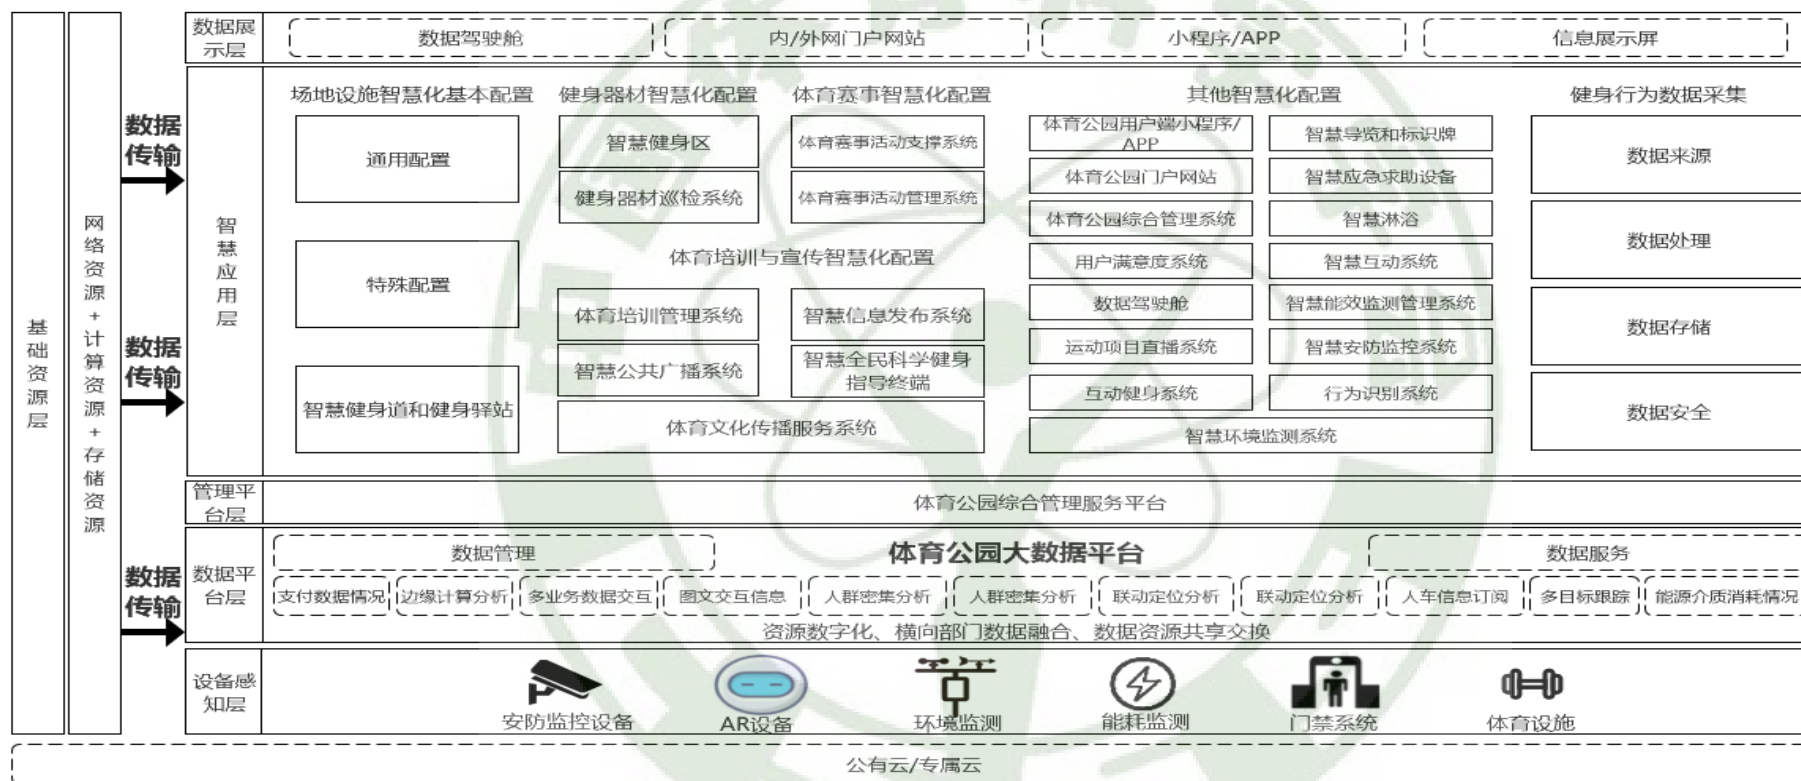 数据展
示层
数据驾驶舱
内/外网门户网站
小程序/APP
信息展示屏
基础资源层
网络资源+计算资源+存储资源
数据
传输
数据
传输
数据
传输
智慧应用层
场地设施智慧化基本配置
通用配置
特殊配置
智慧健身道和健身驿站
健身器材智慧化配置
智慧健身区
健身器材巡检系统
体育赛事智慧化配置
体育赛事活动支撑系统
体育赛事活动管理系统
体育培训与宣传智慧化配置
体育培训管理系统
智慧信息发布系统
智慧公共广播系统
智慧全民科学健身
指导终端
体育文化传播服务系统
其他智慧化配置
体育公园用户端小程序/
APP
智慧导览和标识牌
体育公园门户网站
智慧应急求助设备
体育公园综合管理系统
智慧淋浴
用户满意度系统
智慧互动系统
数据驾驶舱
智慧能效监测管理系统
运动项目直播系统
智慧安防监控系统
互动健身系统
行为识别系统
智慧环境监测系统
健身行为数据采集
数据来源
数据处理
数据存储
数据安全
管理平
台层
体育公园综合管理服务平台
数据平
台层
数据管理
体育公园大数据平台
数据服务
支付数据情况
边缘计算分析
多业务数据交互
图文交互信息
人群密集分析
人群密集分析
联动定位分析
联动定位分析
人车信息订阅
多目标跟踪
能源介质消耗情况
资源数字化、横向部门数据融合、数据资源共享交换
设备感
知层
安防监控设备
AR设备
环境监测
能耗监测
门禁系统
体育设施
公有云/专属云